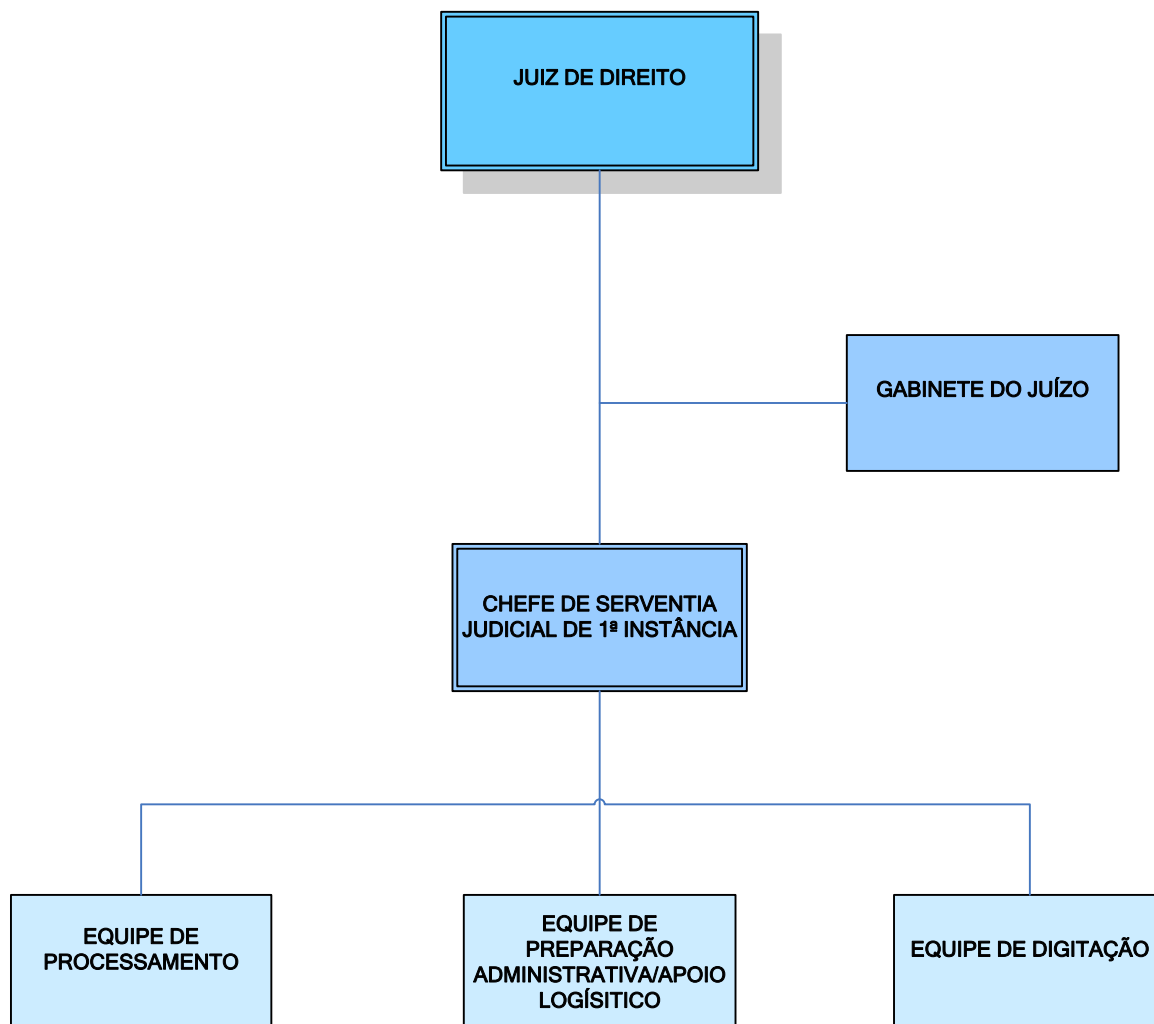 JUIZ DE DIREITO
GABINETE DO JUÍZO
CHEFE DE SERVENTIA
JUDICIAL DE 1ª INSTÂNCIA
EQUIPE DE
PROCESSAMENTO
EQUIPE DE
PREPARAÇÃO
ADMINISTRATIVA/APOIO
LOGÍSITICO
EQUIPE DE DIGITAÇÃO